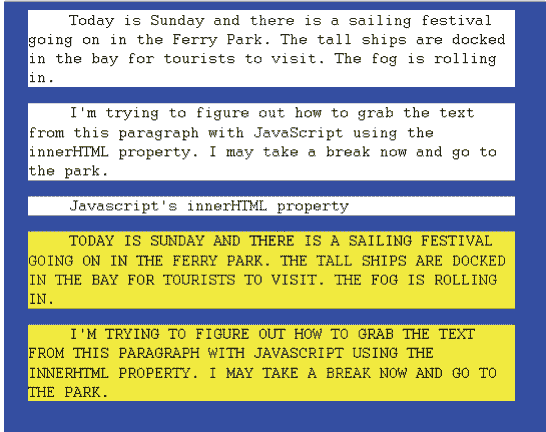 Today is Sunday and there is a sailing festival
going on in the Ferry Park. The tall ships are docked
in the bay for tourists to visit. The fog is rolling
in.
I'm trying to figure out how to grab the text
from this paragraph with JavaScript using the
innerHTML property. I may take a break now and go to
the park.
Javascript's innerHTML property
TODAY IS SUNDAY AND THERE IS A SAILING FESTIVAL
GOING ON IN THE FERRY PARK. THE TALL SHIPS ARE DOCKED
IN THE BAY FOR TOURISTS TO VISIT. THE FOG IS ROLLING
IN.
I'M TRYING TO FIGURE OUT HOW TO GRAB THE TEXT
FROM THIS PARAGRAPH WITH JAVASCRIPT USING THE
INNERHTML PROPERTY. I MAY TAKE A BREAK NOW AND GO TO
THE PARK.